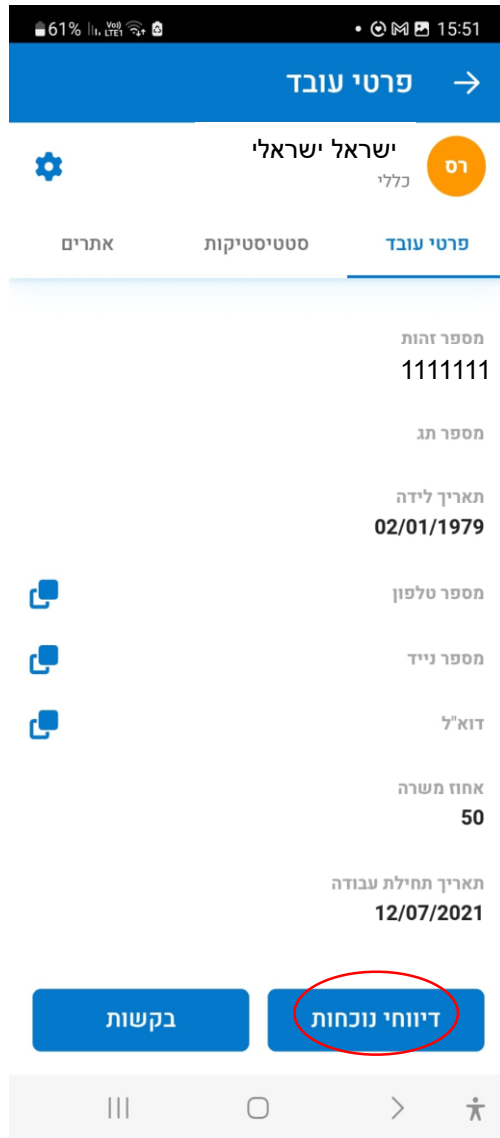 61% Vo) LTE1 15:51
פרטי עובד
ישראל ישראלי
רס
כללי
פרטי עובד
סטטיסטיקות
אתרים
מספר זהות
1111111
מספר תג
תאריך לידה
02/01/1979
מספר טלפון
מספר נייד
דוא"ל
אחוז משרה
50
תאריך תחילת עבודה
12/07/2021
דיווחי נוכחות
בקשות